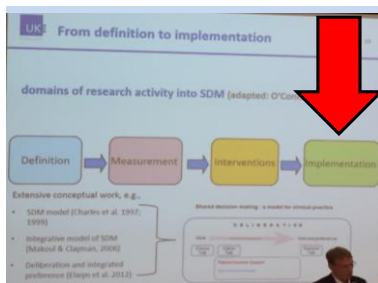 UK
From definition to implementation
domains of research activity into SDM (adapted: O'Con
Definition
Measurement
Interventions
Implementation
Extensive conceptual work, e.g.,
• SDM model (Charles et al. 1997; 1999)
• Integrative model of SDM (Makoul & Clayman, 2006)
• Deliberation and integrated preference (Elwyn et al. 2012)
Shared decision making - a model for clinical practice
DELIBERATION